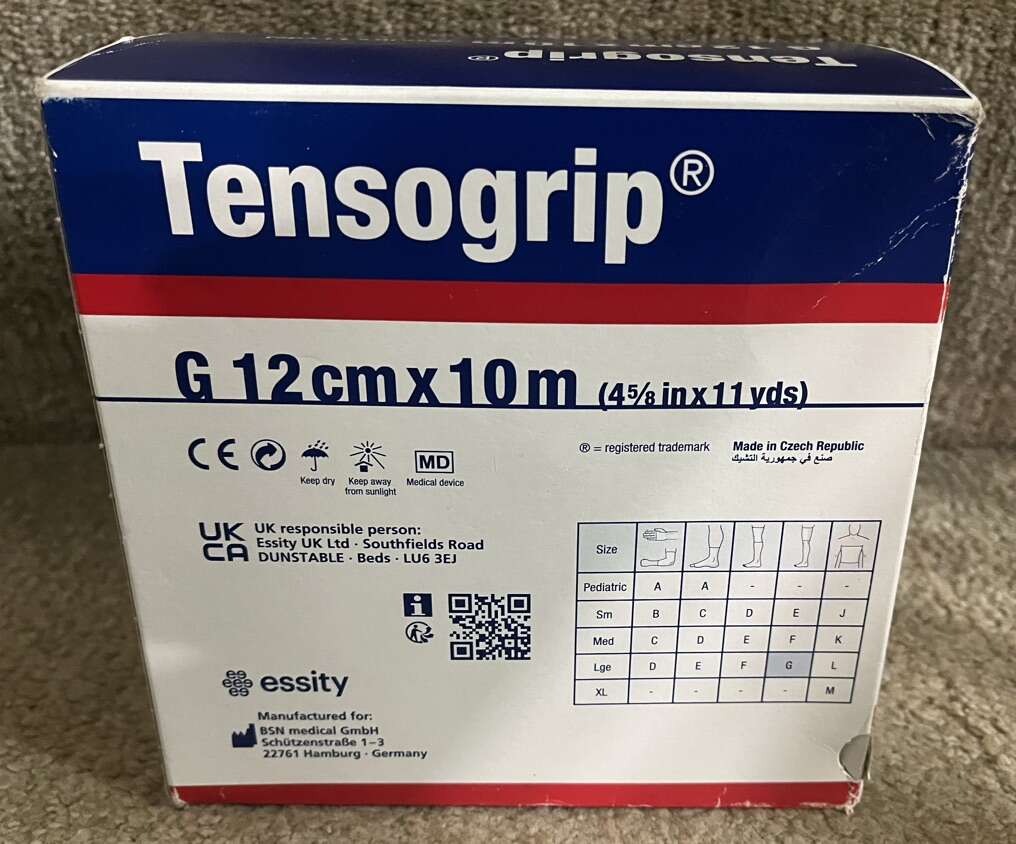 Tensogrip®
Tensogrip®
G 12 cm x 10 m (4⅝ in x 11 yds)
CE
Keep dry
Keep away
from sunlight
MD
Medical device
® = registered trademark
Made in Czech Republic
صنع في جمهورية التشيك
UK
CA
UK responsible person:
Essity UK Ltd · Southfields Road
DUNSTABLE · Beds · LU6 3EJ
i
essity
Manufactured for:
BSN medical GmbH
Schützenstraße 1–3
22761 Hamburg · Germany
Size
Pediatric A A - - -
Sm B C D E J
Med C D E F K
Lge D E F G L
XL - - - - M